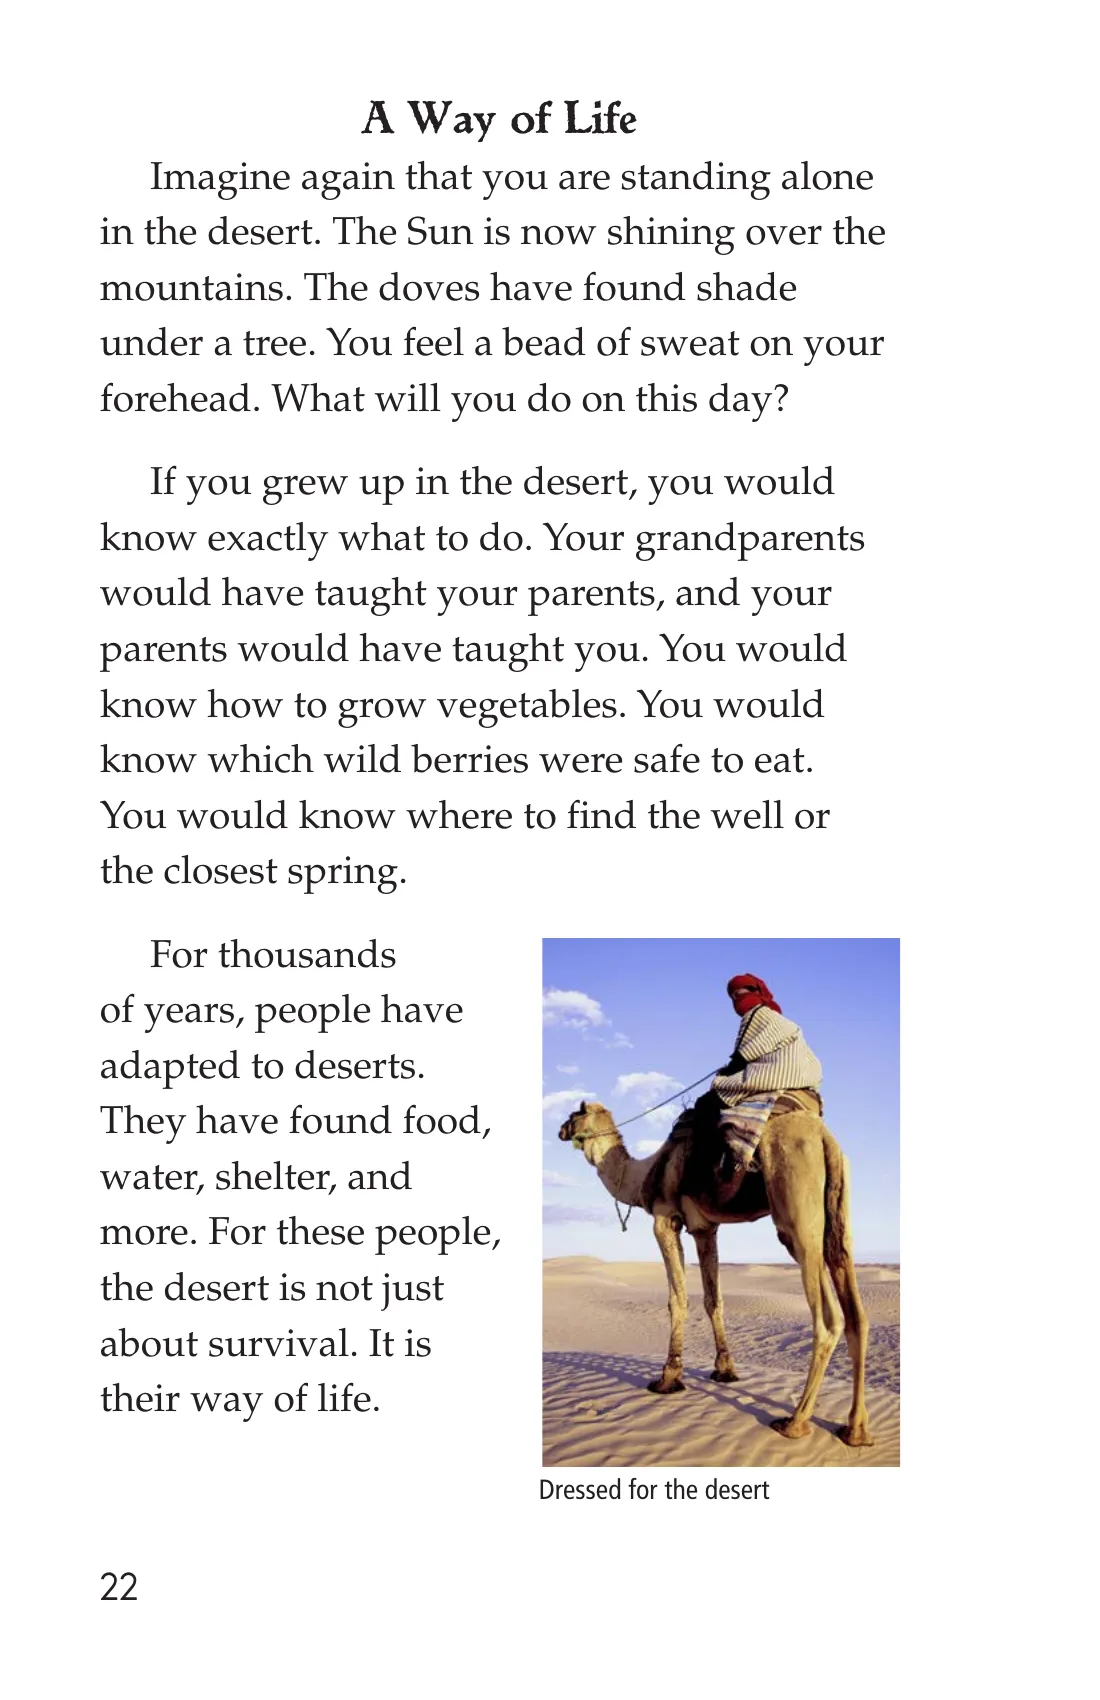 A Way of Life
Imagine again that you are standing alone
in the desert. The Sun is now shining over the
mountains. The doves have found shade
under a tree. You feel a bead of sweat on your
forehead. What will you do on this day?
If you grew up in the desert, you would
know exactly what to do. Your grandparents
would have taught your parents, and your
parents would have taught you. You would
know how to grow vegetables. You would
know which wild berries were safe to eat.
You would know where to find the well or
the closest spring.
For thousands
of years, people have
adapted to deserts.
They have found food,
water, shelter, and
more. For these people,
the desert is not just
about survival. It is
their way of life.
Dressed for the desert
22